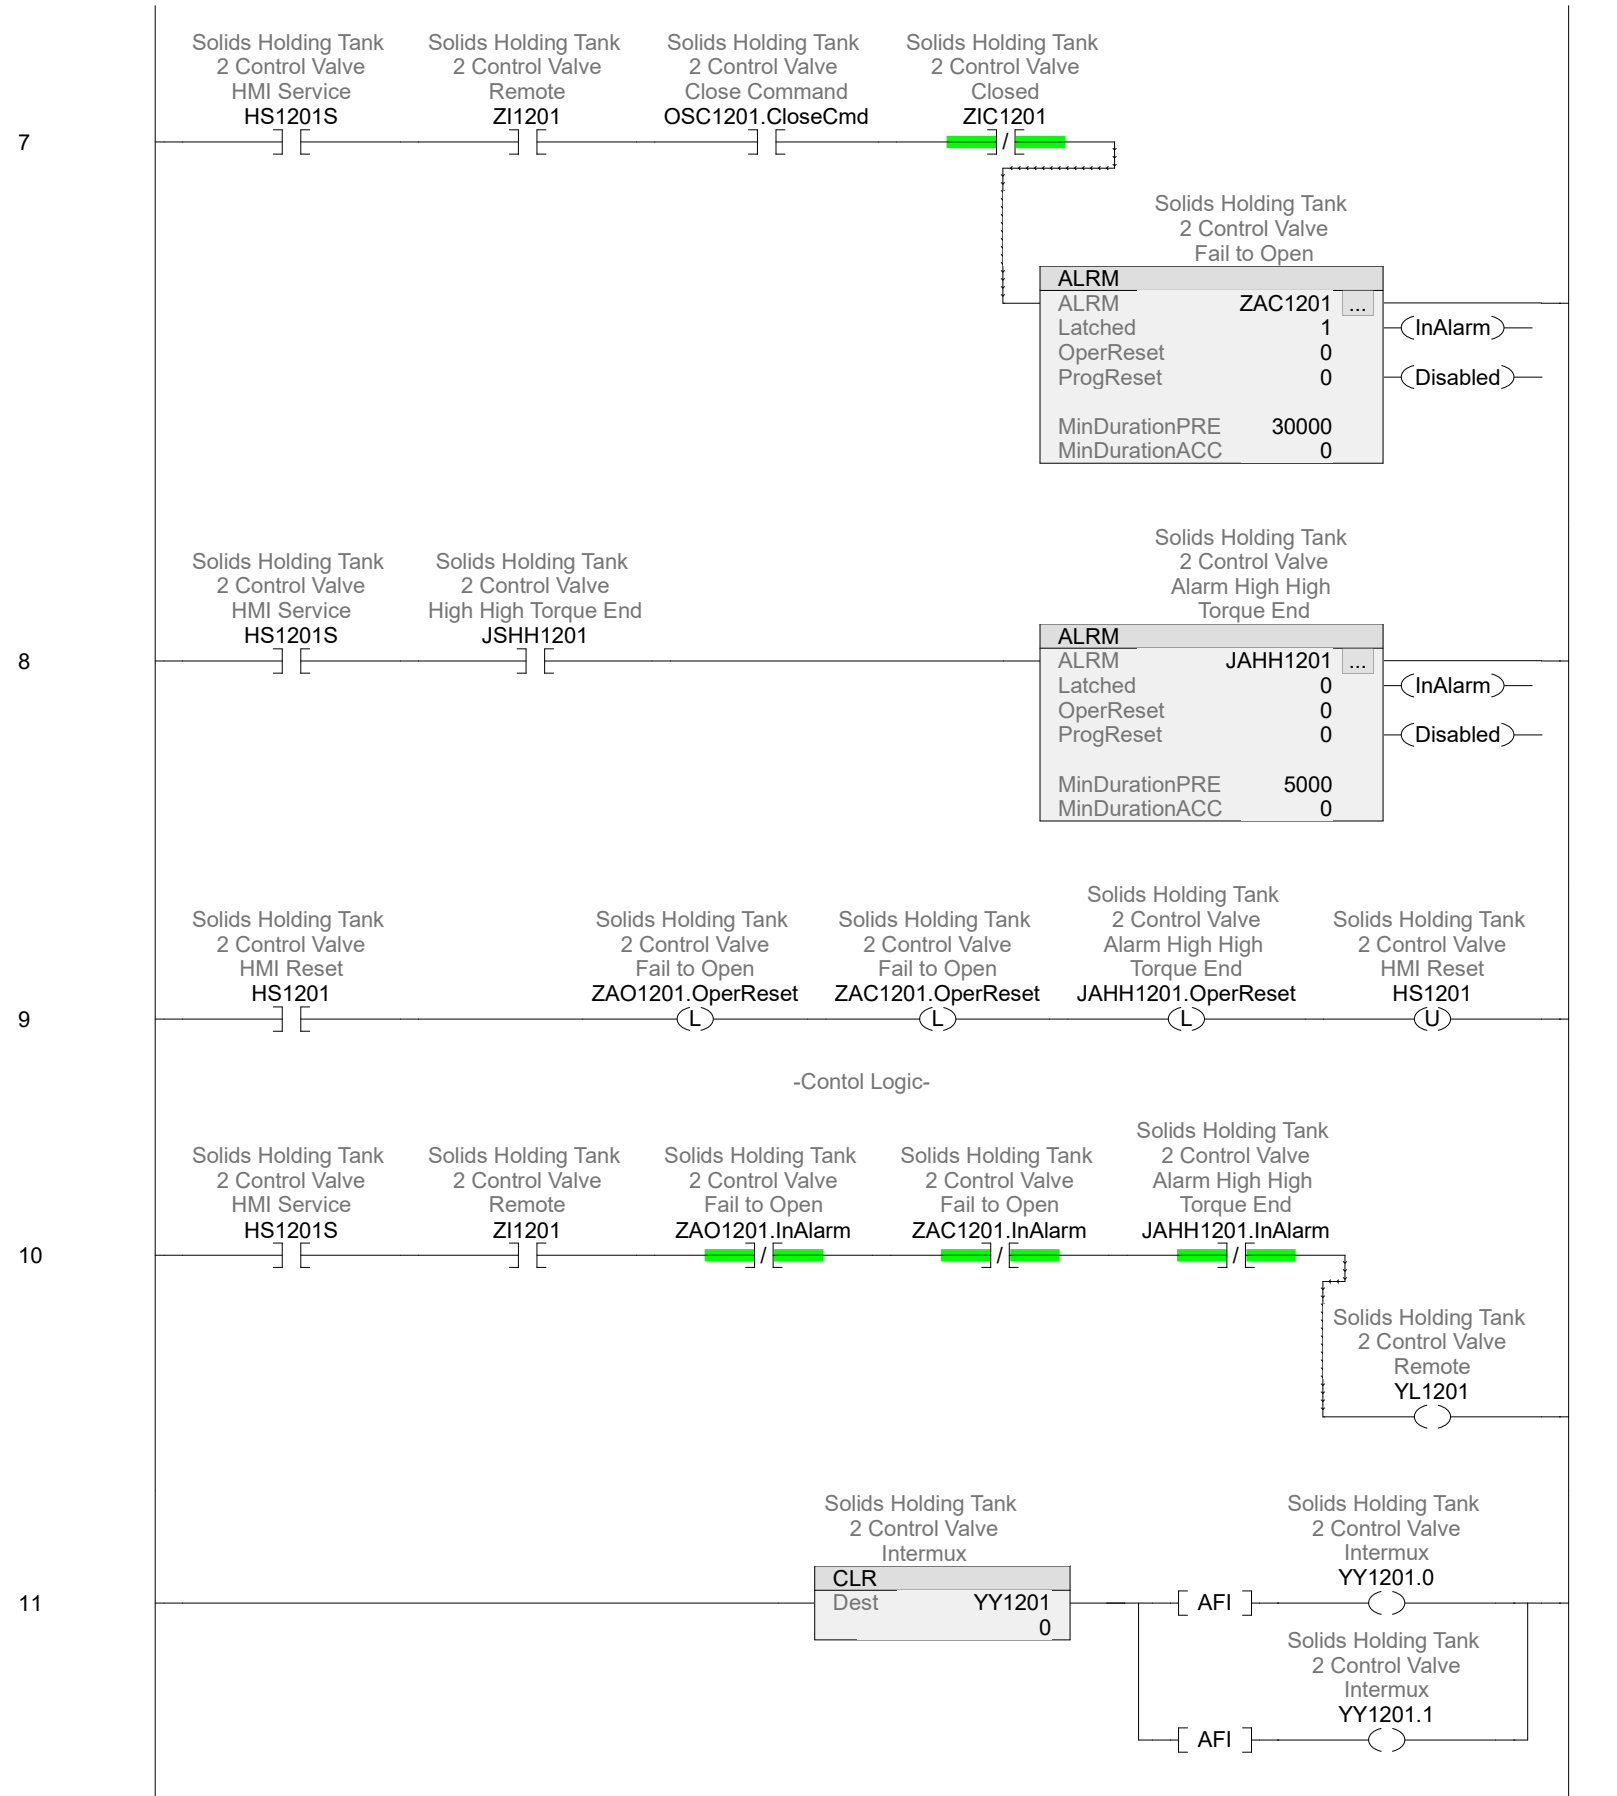 Solids Holding Tank
2 Control Valve
HMI Service
HS1201S
Solids Holding Tank
2 Control Valve
Remote
ZI1201
Solids Holding Tank
2 Control Valve
Close Command
OSC1201.CloseCmd
Solids Holding Tank
2 Control Valve
Closed
ZIC1201
7
/
Solids Holding Tank
2 Control Valve
Fail to Open
ALRM
ALRM ZAC1201 ...
Latched 1
InAlarm
OperReset 0
ProgReset 0
Disabled
MinDurationPRE 30000
MinDurationACC 0
Solids Holding Tank
2 Control Valve
HMI Service
HS1201S
Solids Holding Tank
2 Control Valve
High High Torque End
JSHH1201
8
Solids Holding Tank
2 Control Valve
Alarm High High
Torque End
ALRM
ALRM JAHH1201 ...
Latched 0
InAlarm
OperReset 0
ProgReset 0
Disabled
MinDurationPRE 5000
MinDurationACC 0
Solids Holding Tank
2 Control Valve
HMI Reset
HS1201
Solids Holding Tank
2 Control Valve
Fail to Open
ZAO1201.OperReset
L
Solids Holding Tank
2 Control Valve
Fail to Open
ZAC1201.OperReset
L
Solids Holding Tank
2 Control Valve
Alarm High High
Torque End
JAHH1201.OperReset
L
Solids Holding Tank
2 Control Valve
HMI Reset
HS1201
U
9
-Contol Logic-
Solids Holding Tank
2 Control Valve
HMI Service
HS1201S
Solids Holding Tank
2 Control Valve
Remote
ZI1201
Solids Holding Tank
2 Control Valve
Fail to Open
ZAO1201.InAlarm
/
Solids Holding Tank
2 Control Valve
Fail to Open
ZAC1201.InAlarm
/
Solids Holding Tank
2 Control Valve
Alarm High High
Torque End
JAHH1201.InAlarm
/
10
Solids Holding Tank
2 Control Valve
Remote
YL1201
11
Solids Holding Tank
2 Control Valve
Intermux
CLR
Dest YY1201
0
AFI
Solids Holding Tank
2 Control Valve
Intermux
YY1201.0
AFI
Solids Holding Tank
2 Control Valve
Intermux
YY1201.1